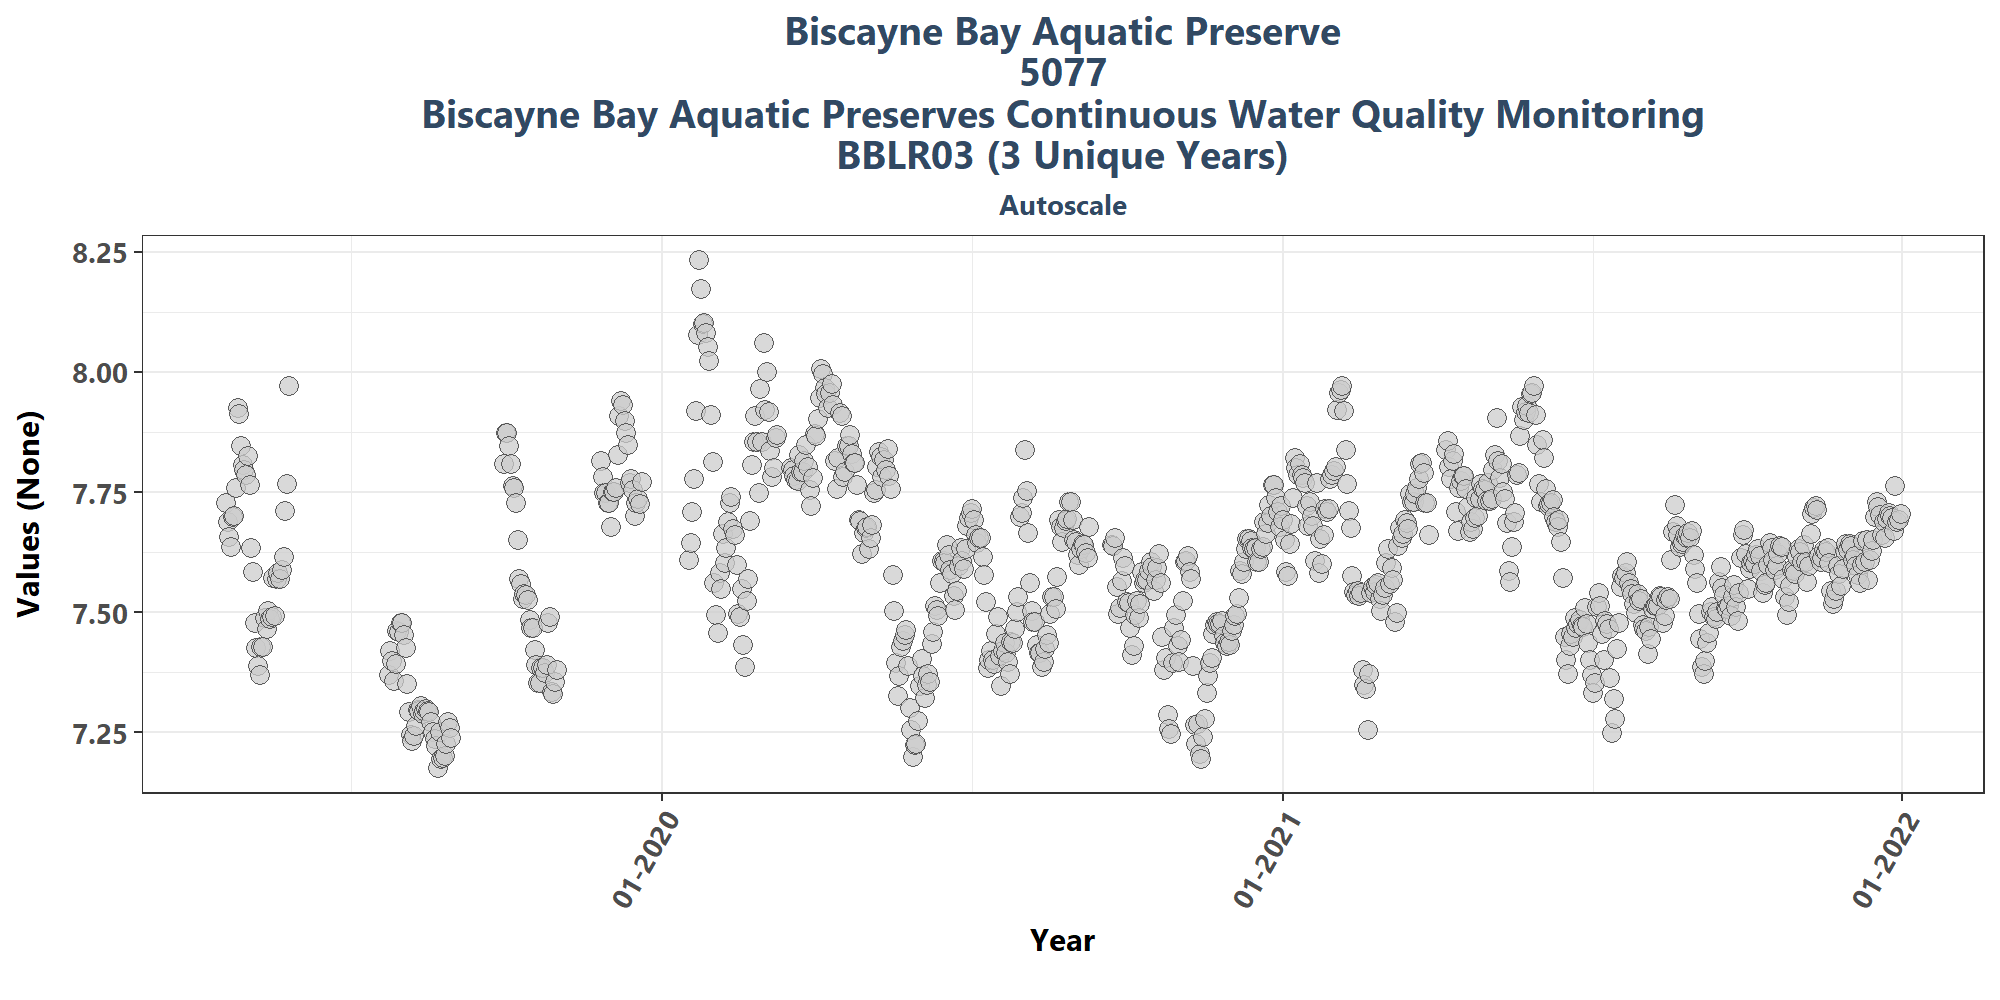 Biscayne Bay Aquatic Preserve
5077
Biscayne Bay Aquatic Preserves Continuous Water Quality Monitoring
BBLR03 (3 Unique Years)
Autoscale
Values (None)
8.25
8.00
7.75
7.50
7.25
01-2020
01-2021
01-2022
Year